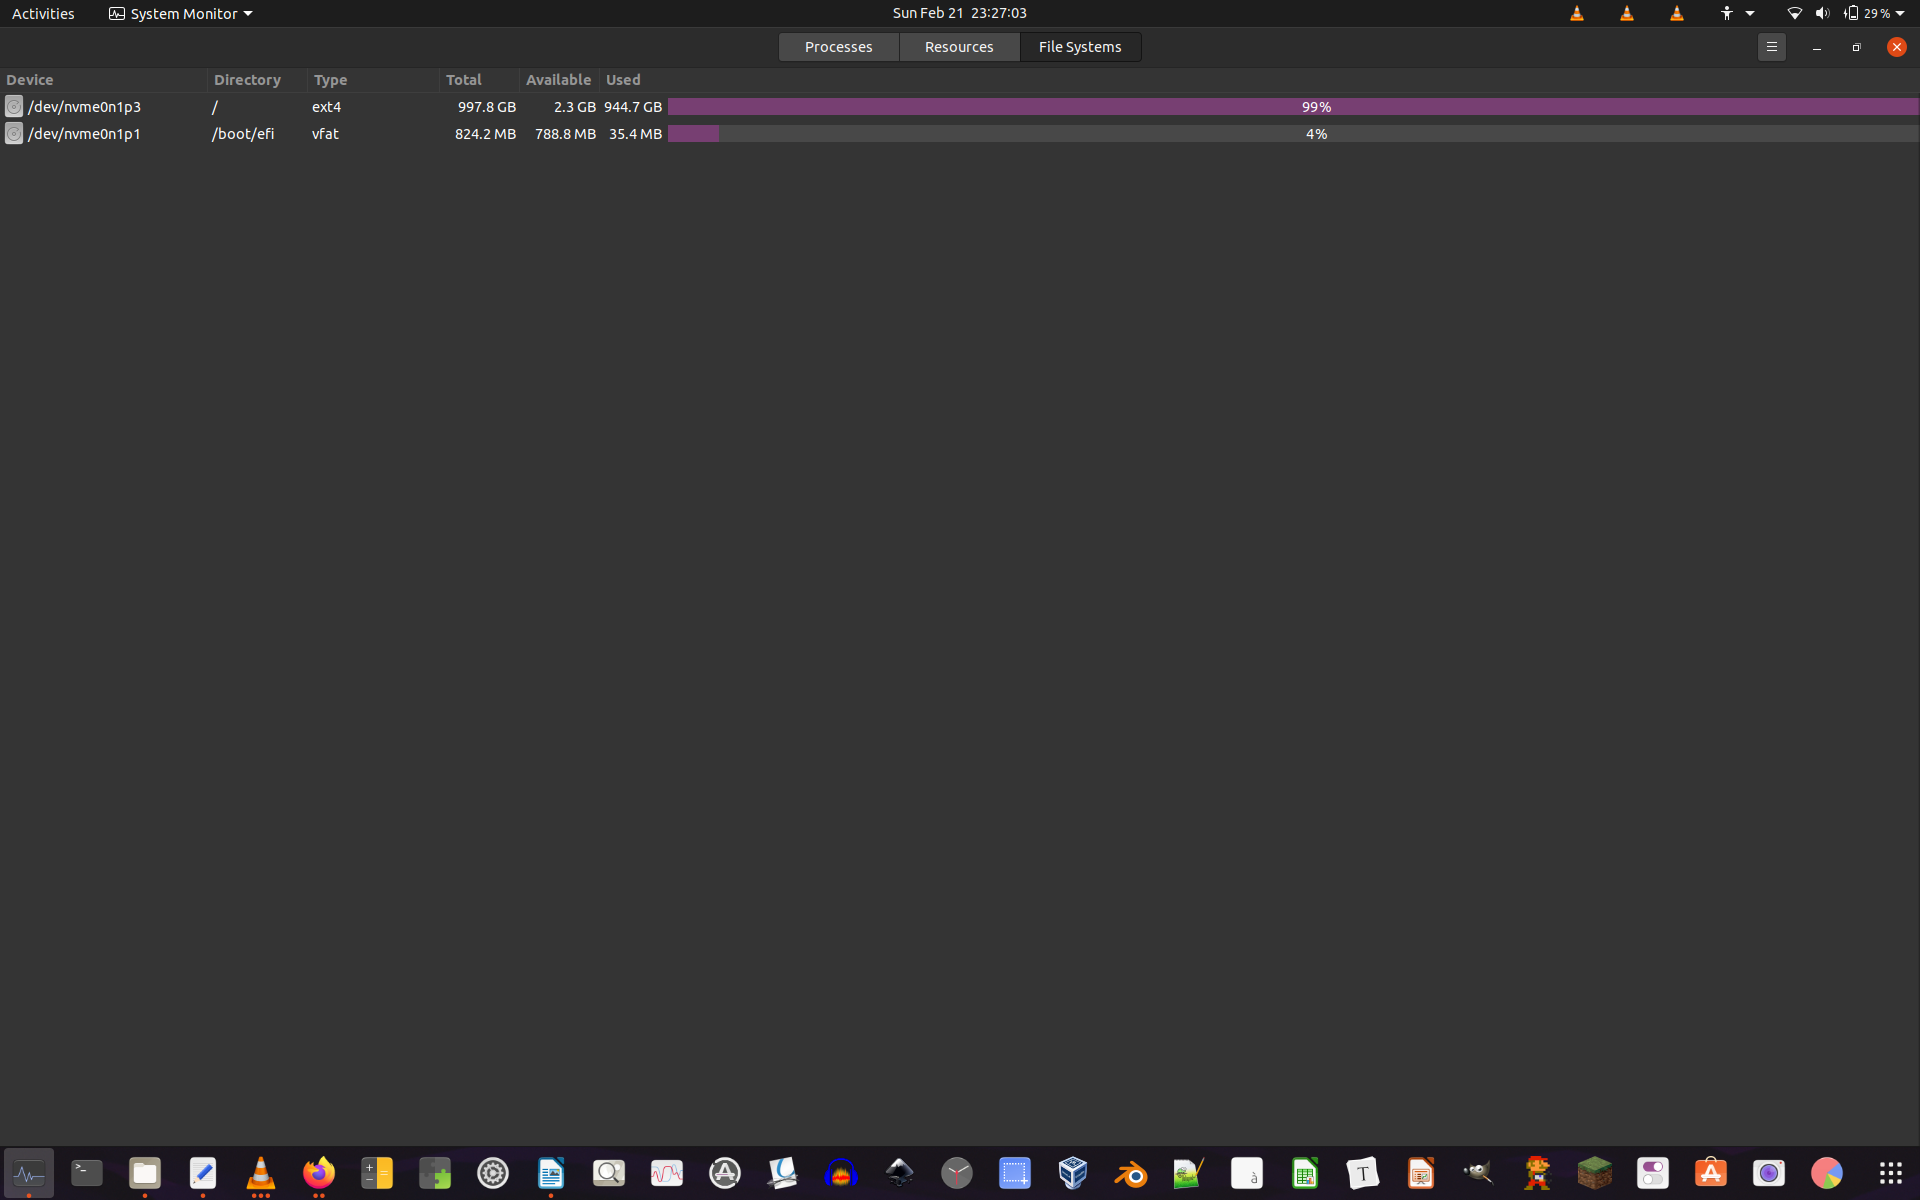 Activities System Monitor Sun Feb 21 23:27:03 29 %
Processes Resources File Systems
Device Directory Type Total Available Used
/dev/nvme0n1p3 / ext4 997.8 GB 2.3 GB 944.7 GB 99%
/dev/nvme0n1p1 /boot/efi vfat 824.2 MB 788.8 MB 35.4 MB 4%